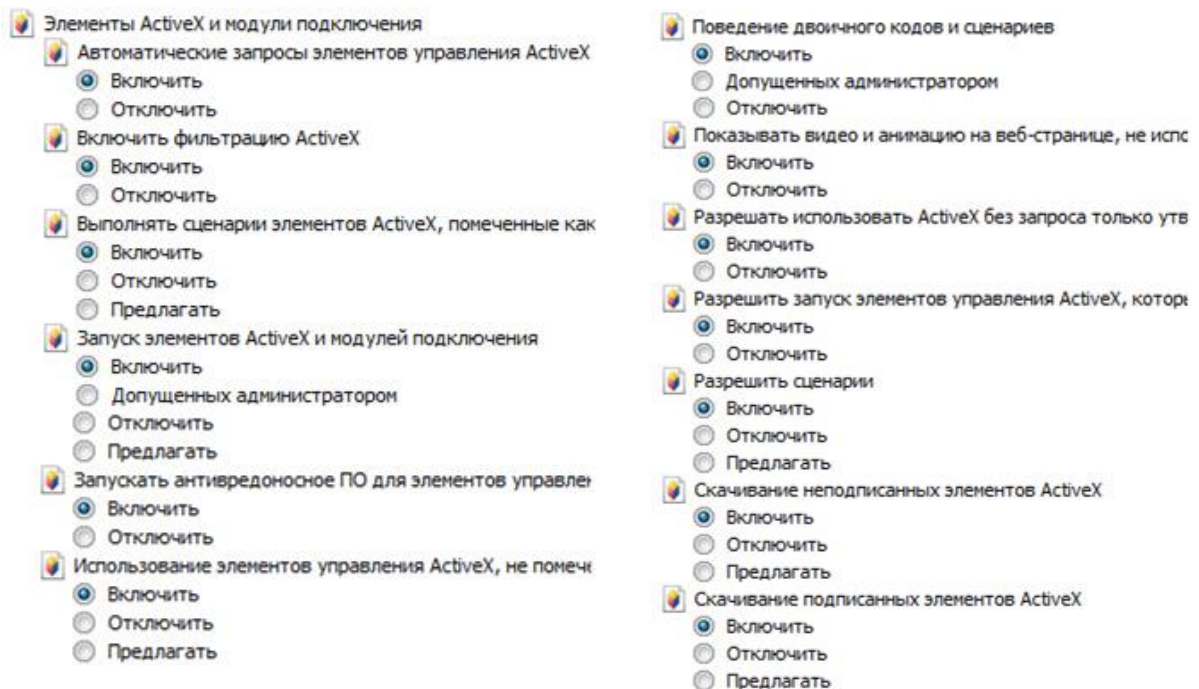 Элементы ActiveX и модули подключения
Автоматические запросы элементов управления ActiveX
Включить
Отключить
Включить фильтрацию ActiveX
Включить
Отключить
Выполнять сценарии элементов ActiveX, помеченные как
Включить
Отключить
Предлагать
Запуск элементов ActiveX и модулей подключения
Включить
Допущенных администратором
Отключить
Предлагать
Запускать антивредоносное ПО для элементов управлен
Включить
Отключить
Использование элементов управления ActiveX, не помече
Включить
Отключить
Предлагать
Поведение двоичного кодов и сценариев
Включить
Допущенных администратором
Отключить
Показывать видео и анимацию на веб-странице, не испо
Включить
Отключить
Разрешать использовать ActiveX без запроса только утв
Включить
Отключить
Разрешить запуск элементов управления ActiveX, которы
Включить
Отключить
Разрешить сценарии
Включить
Отключить
Предлагать
Скачивание неподписанных элементов ActiveX
Включить
Отключить
Предлагать
Скачивание подписанных элементов ActiveX
Включить
Отключить
Предлагать